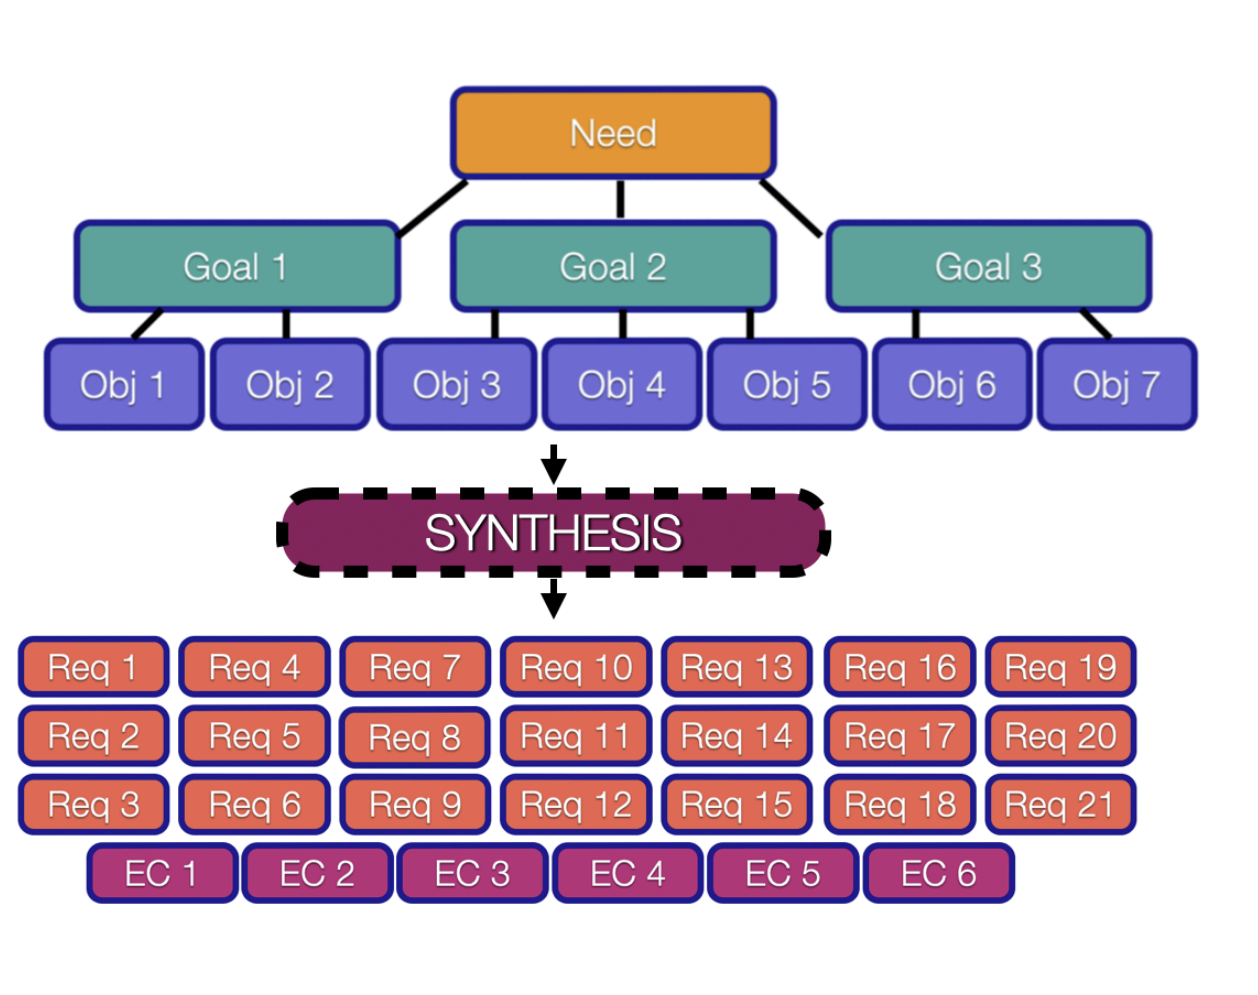 Need
Goal 1
Goal 2
Goal 3
Obj 1
Obj 2
Obj 3
Obj 4
Obj 5
Obj 6
Obj 7
SYNTHESIS
Req 1
Req 4
Req 7
Req 10
Req 13
Req 16
Req 19
Req 2
Req 5
Req 8
Req 11
Req 14
Req 17
Req 20
Req 3
Req 6
Req 9
Req 12
Req 15
Req 18
Req 21
EC 1
EC 2
EC 3
EC 4
EC 5
EC 6